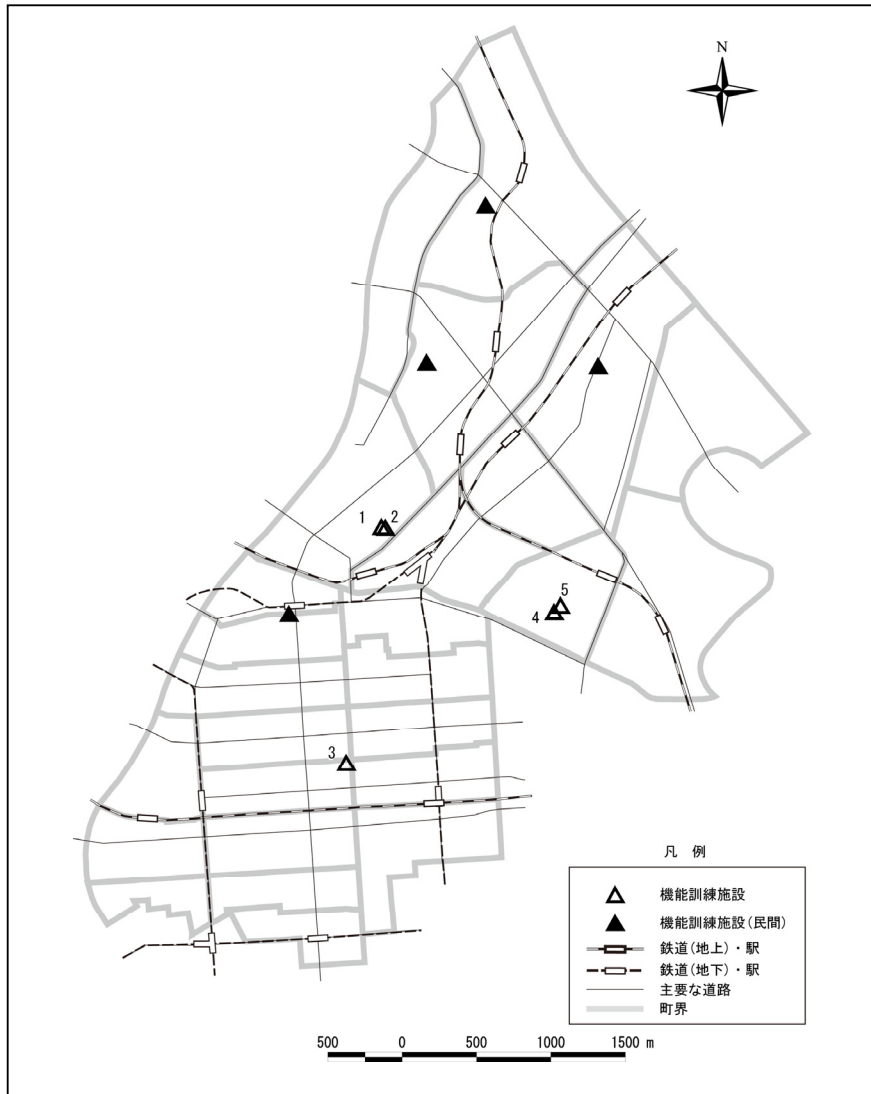 N
1
2
5
4
3
凡 例
機能訓練施設
機能訓練施設(民間)
鉄道(地上)・駅
鉄道(地下)・駅
主要な道路
町界
500 0 500 1000 1500 m